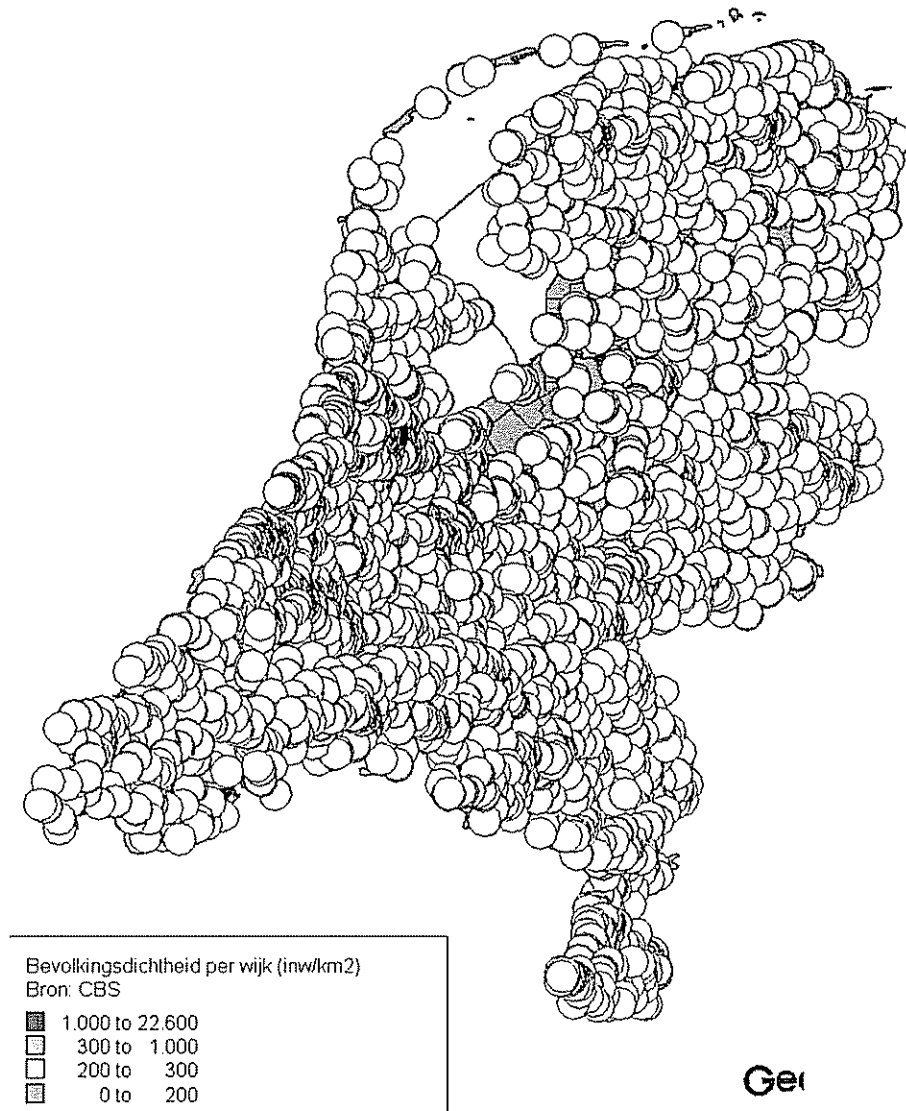 Bevolkingsdichtheid per wijk (inw/km2)
Bron: CBS
1.000 to 22.600
300 to 1.000
200 to 300
0 to 200